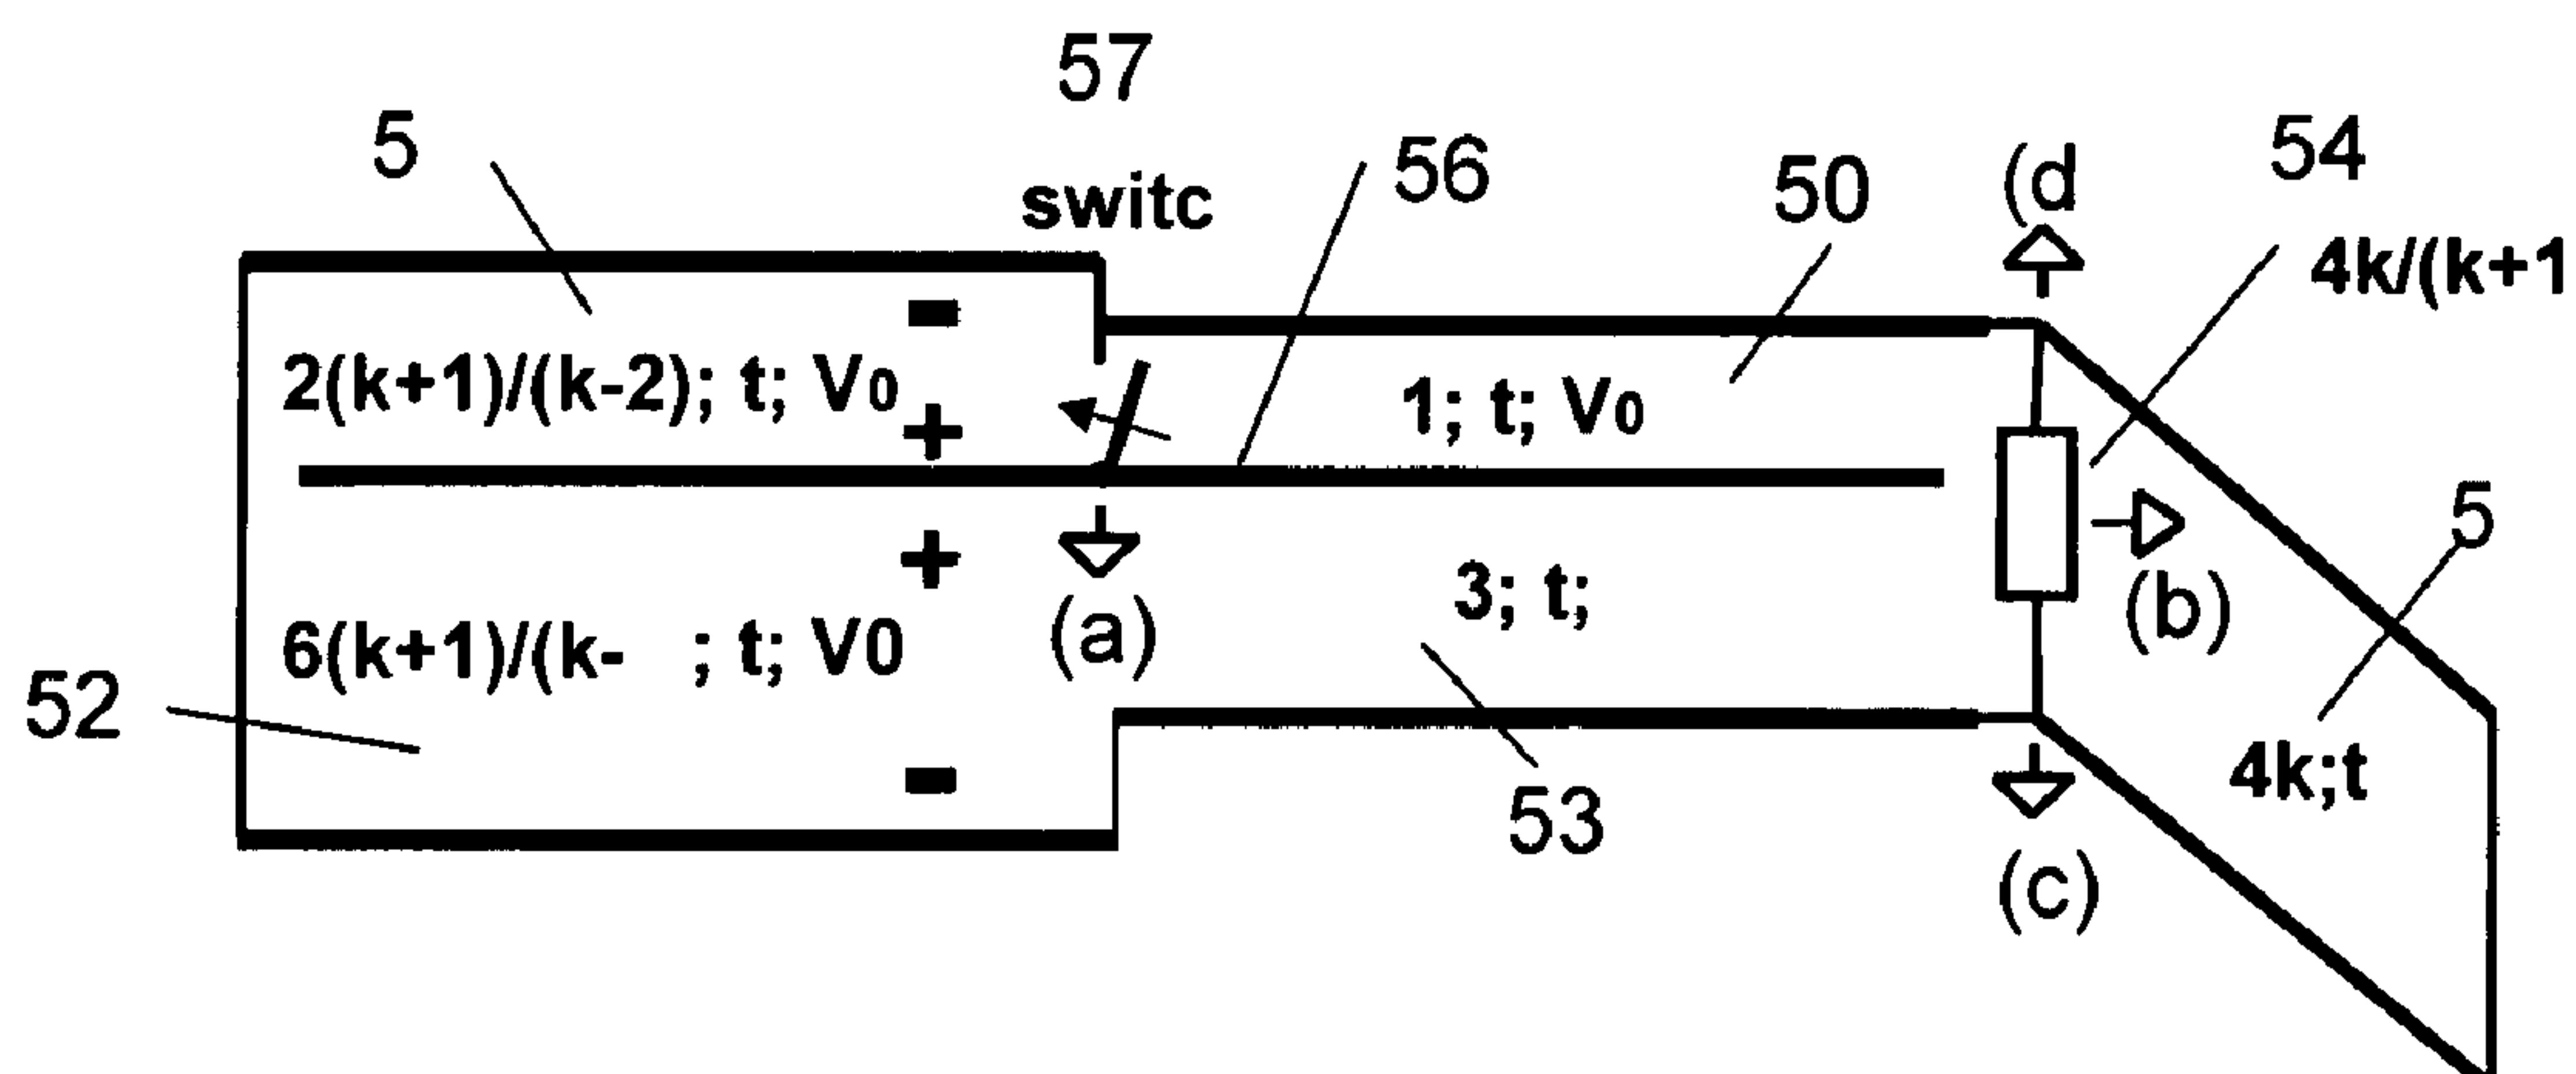 57
5
switc
56
50
(d
54
4k/(k+1
-
2(k+1)/(k-2); t; V0
+
1; t; V0
+
(a)
3; t;
(b)
5
6(k+1)/(k- ; t; V0
52
-
53
(c)
4k;t